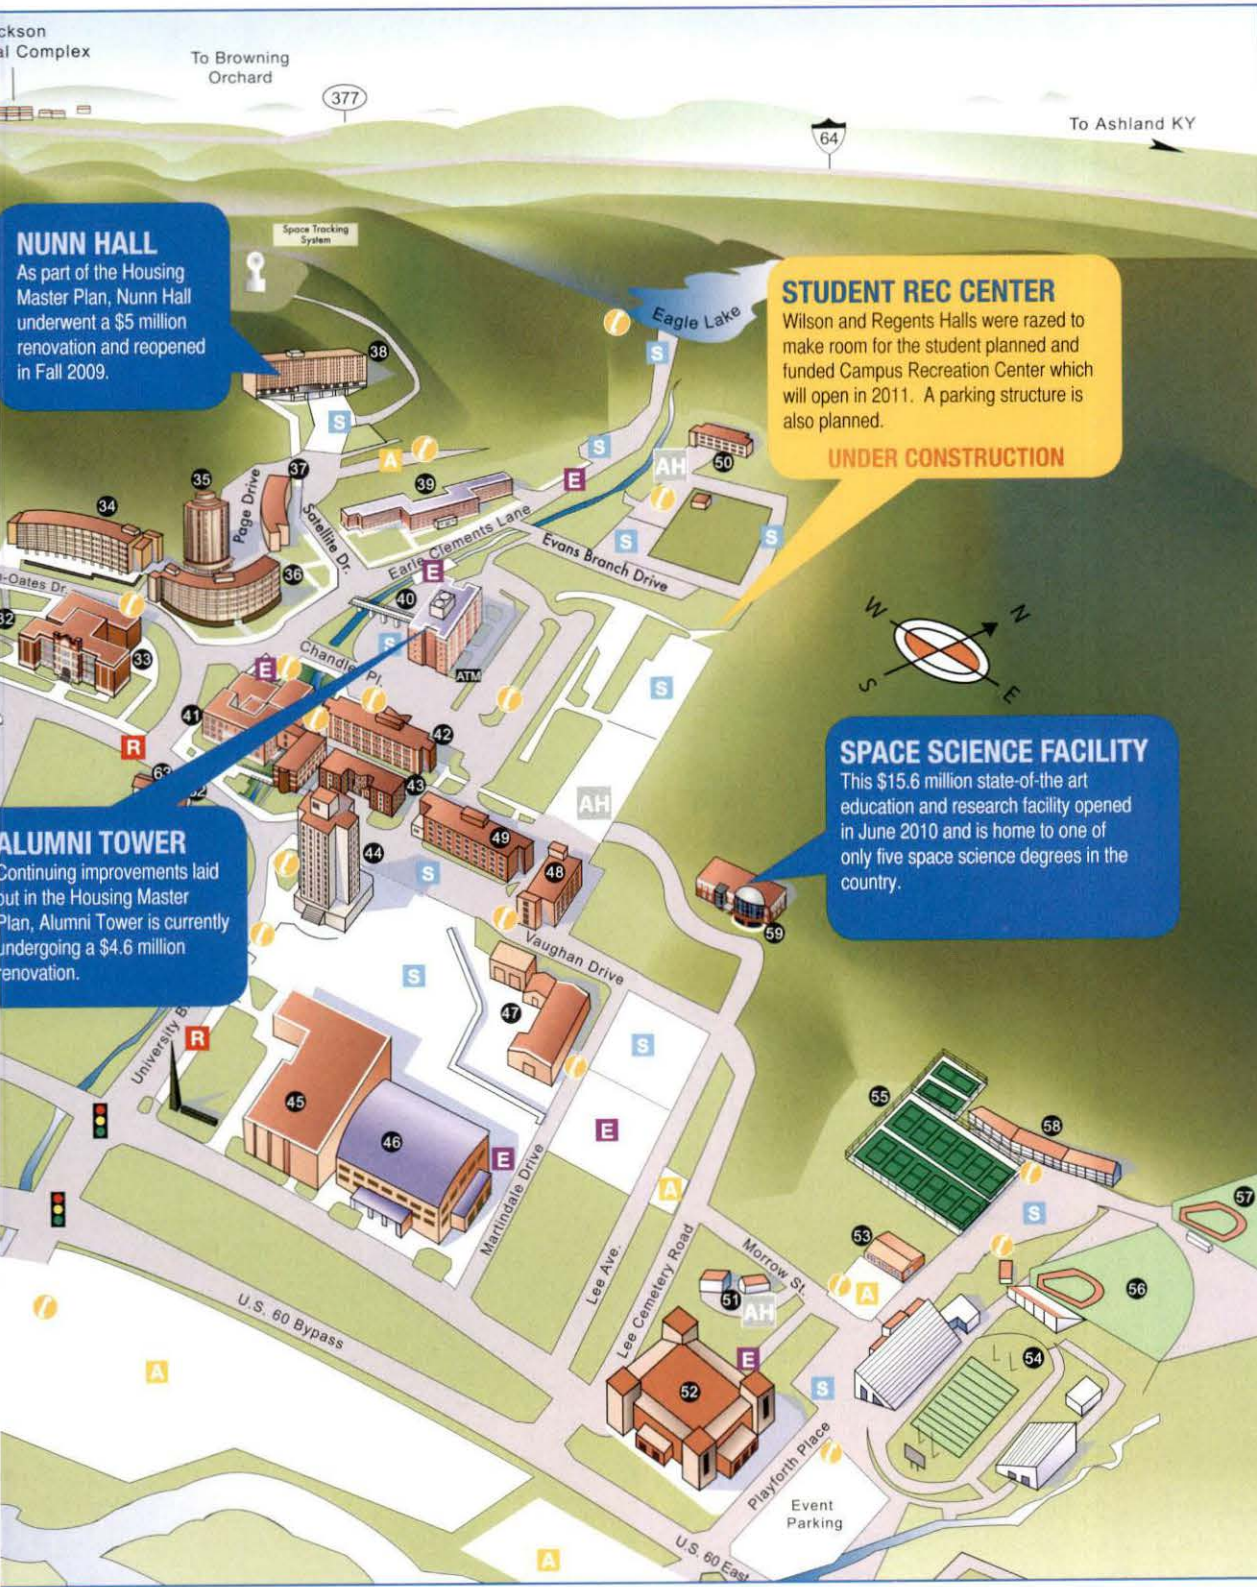 ckson
al Complex
To Browning
Orchard
377
64
To Ashland KY
NUNN HALL
As part of the Housing
Master Plan, Nunn Hall
underwent a $5 million
renovation and reopened
in Fall 2009.
Space Tracking
System
Eagle Lake
STUDENT REC CENTER
Wilson and Regents Halls were razed to
make room for the student planned and
funded Campus Recreation Center which
will open in 2011. A parking structure is
also planned.
UNDER CONSTRUCTION
38
S
S
S
A
AH
50
E
39
37
35
34
Page Drive
Satellite Dr.
Earle Clements Lane
Evans Branch Drive
S
S
36
E
40
-Oates Dr.
32
33
S
Chandler Pl.
ATM
E
S
W
N
S
E
41
42
R
63
62
43
AH
49
44
S
48
SPACE SCIENCE FACILITY
This $15.6 million state-of-the art
education and research facility opened
in June 2010 and is home to one of
only five space science degrees in the
country.
59
ALUMNI TOWER
Continuing improvements laid
out in the Housing Master
Plan, Alumni Tower is currently
undergoing a $4.6 million
renovation.
Vaughan Drive
S
47
University B
R
S
45
46
E
E
Martindale Drive
55
58
A
S
57
53
Lee Ave.
Lee Cemetery Road
Morrow St.
51
AH
A
56
U.S. 60 Bypass
A
E
52
S
54
Playforth Place
Event
Parking
A
U.S. 60 East